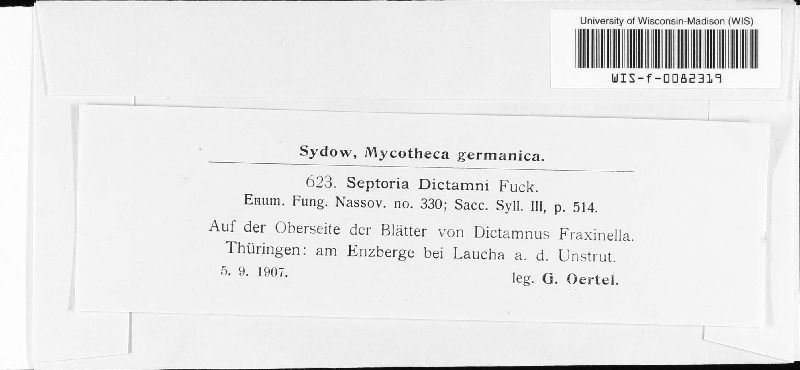 University of Wisconsin-Madison (WIS)
WIS-f-0082319
Sydow, Mycotheca germanica.
623. Septoria Dictamni Fuck.
Enum. Fung. Nassov. no. 330; Sacc. Syll. III, p. 514.
Auf der Oberseite der Blätter von Dictamnus Fraxinella.
Thüringen: am Enzberge bei Laucha a. d. Unstrut.
5. 9. 1907.
leg. G. Oertel.